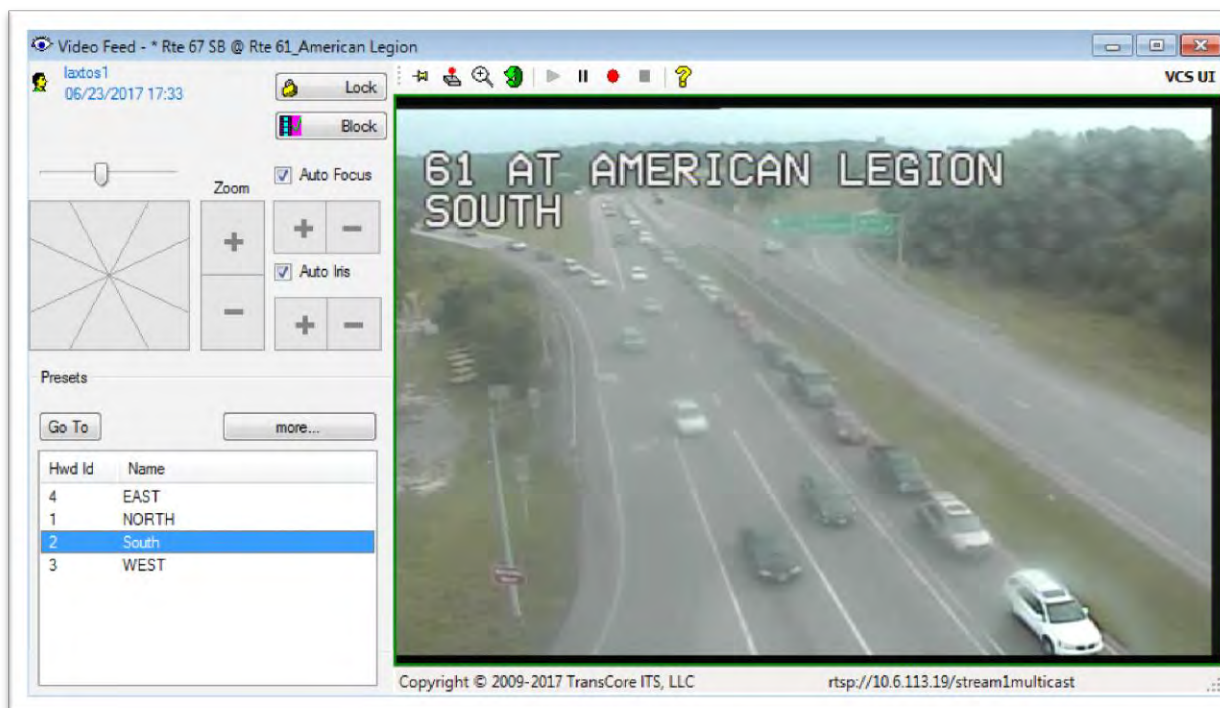 Video Feed - * Rte 67 SB @ Rte 61_American Legion
laxtos1
06/23/2017 17:33
Lock
Block
VCS UI
Zoom
Auto Focus
Auto Iris
Presets
Go To
more...
Hwd Id Name
4 EAST
1 NORTH
2 South
3 WEST
61 AT AMERICAN LEGION
SOUTH
Copyright © 2009-2017 TransCore ITS, LLC
rtsp://10.6.113.19/stream1multicast